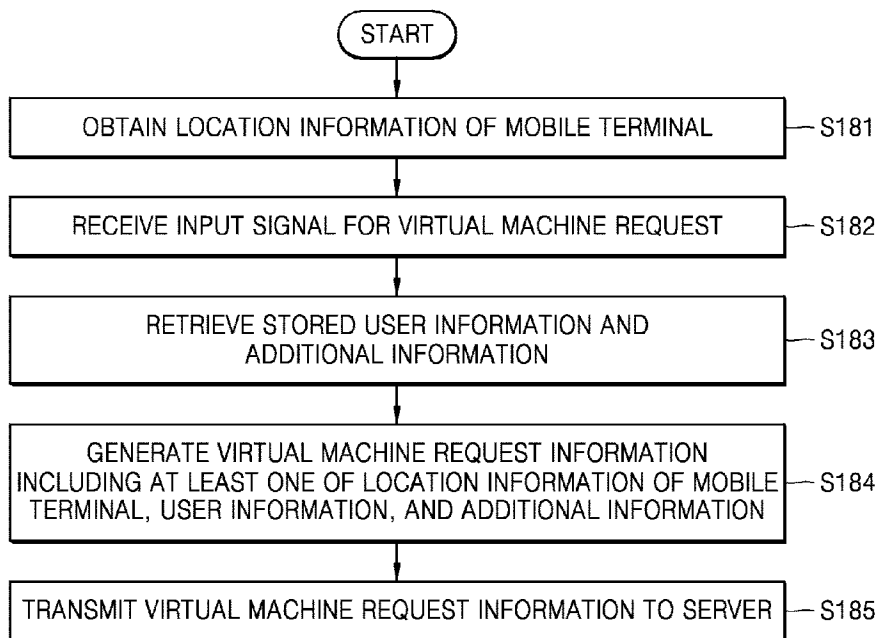 START
OBTAIN LOCATION INFORMATION OF MOBILE TERMINAL
S181
RECEIVE INPUT SIGNAL FOR VIRTUAL MACHINE REQUEST
S182
RETRIEVE STORED USER INFORMATION AND
ADDITIONAL INFORMATION
S183
GENERATE VIRTUAL MACHINE REQUEST INFORMATION
INCLUDING AT LEAST ONE OF LOCATION INFORMATION OF MOBILE
TERMINAL, USER INFORMATION, AND ADDITIONAL INFORMATION
S184
TRANSMIT VIRTUAL MACHINE REQUEST INFORMATION TO SERVER
S185